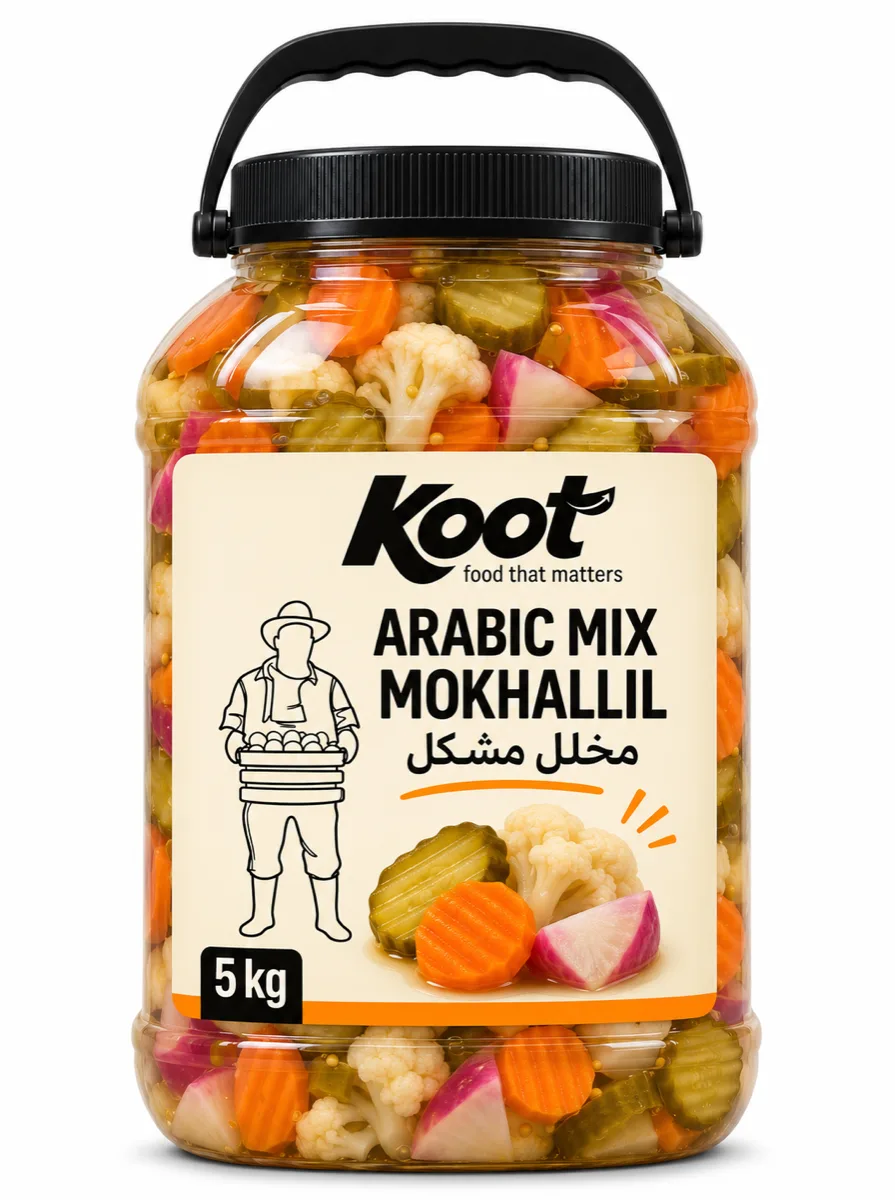 Koot
food that matters
ARABIC MIX
MOKHALLIL
مخلل مشكل
5 kg